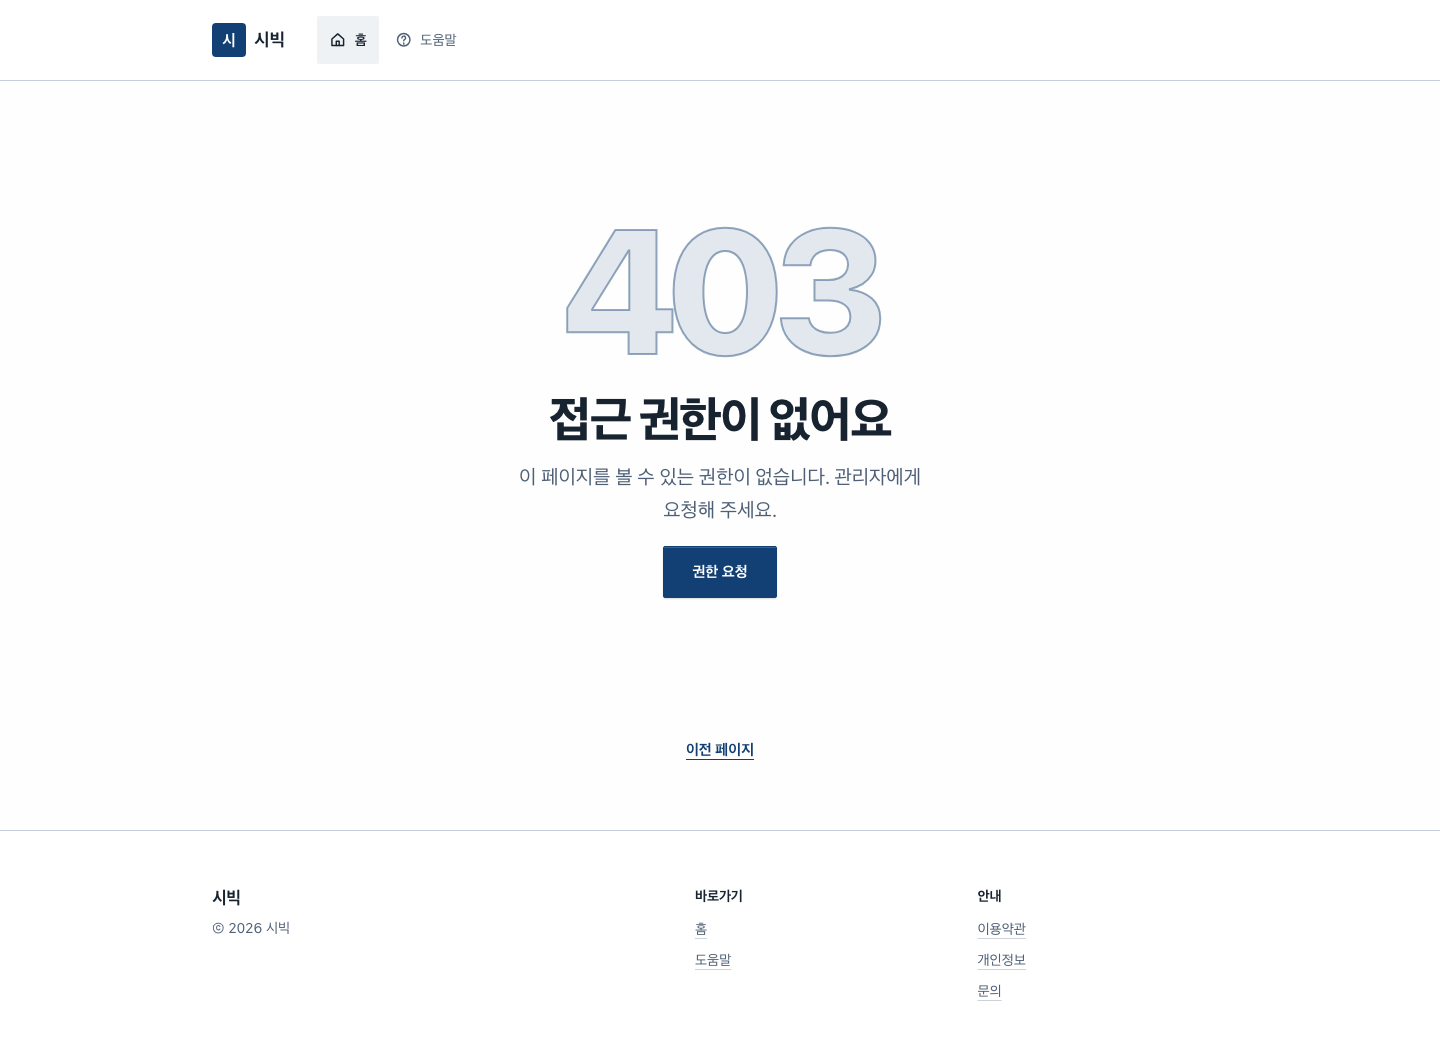 시 시빅 홈 도움말
403
접근 권한이 없어요
이 페이지를 볼 수 있는 권한이 없습니다. 관리자에게
요청해 주세요.
권한 요청
이전 페이지
시빅
© 2026 시빅
바로가기
홈
도움말
안내
이용약관
개인정보
문의